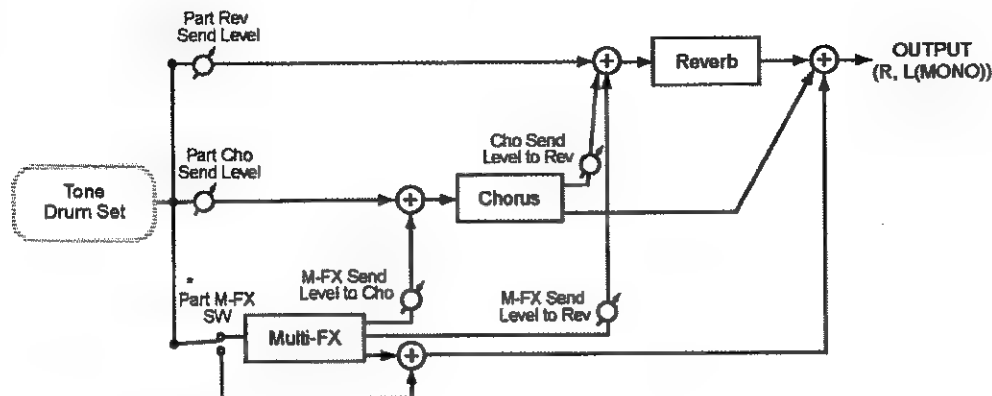 Part Rev
Send Level
Reverb
OUTPUT
(R, L(MONO))
Part Cho
Send Level
Cho Send
Level to Rev
Tone
Drum Set
Chorus
*
Part M-FX
SW
M-FX Send
Level to Cho
M-FX Send
Level to Rev
Multi-FX